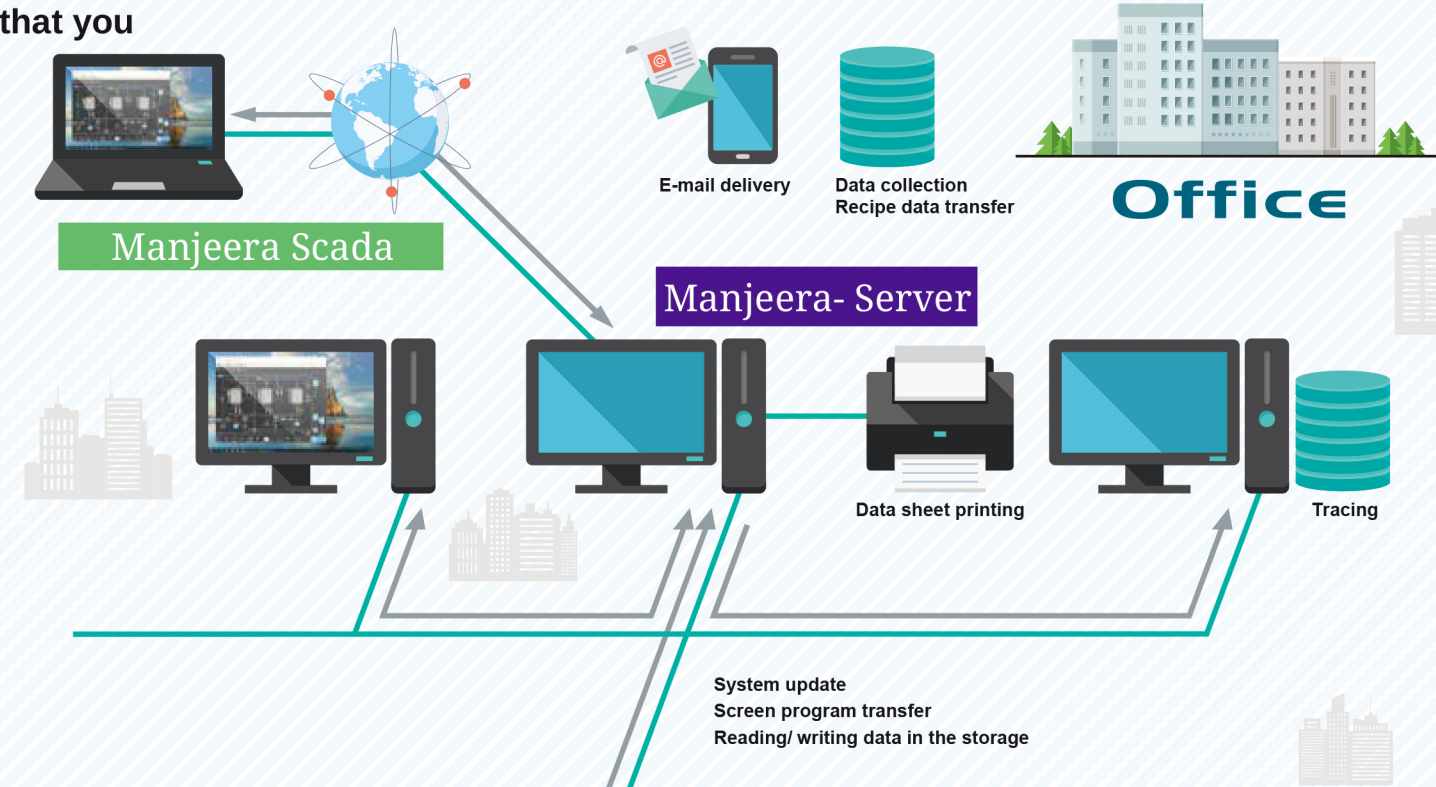 that you
E-mail delivery
Data collection
Recipe data transfer
Office
Manjeera Scada
Manjeera- Server
Data sheet printing
Tracing
System update
Screen program transfer
Reading/ writing data in the storage